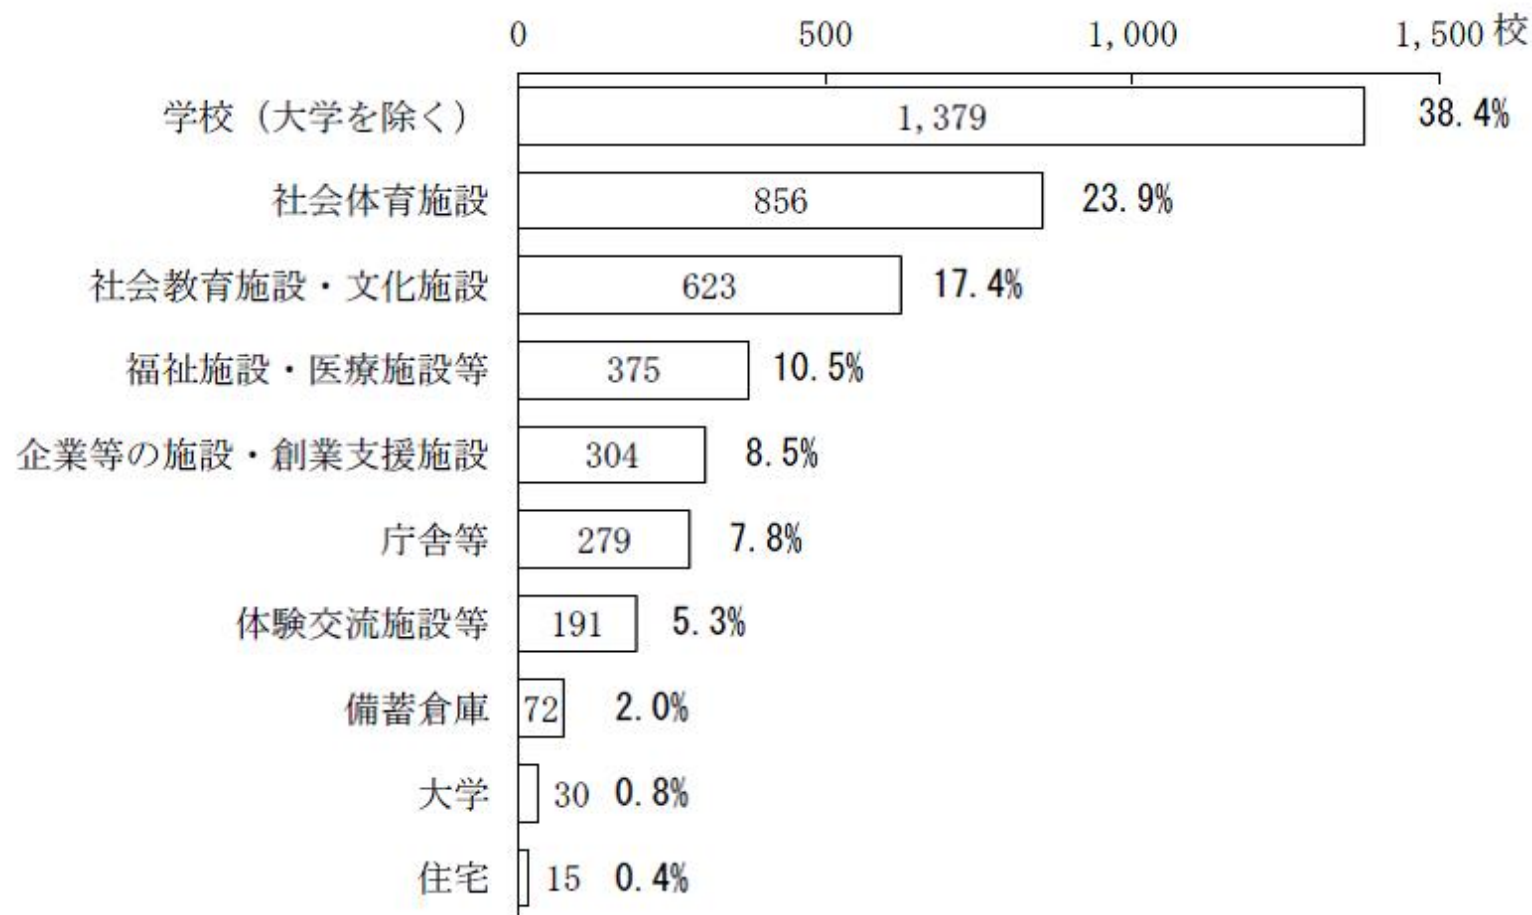 0 500 1,000 1,500 校
学校（大学を除く） 1,379 38.4%
社会体育施設 856 23.9%
社会教育施設・文化施設 623 17.4%
福祉施設・医療施設等 375 10.5%
企業等の施設・創業支援施設 304 8.5%
庁舎等 279 7.8%
体験交流施設等 191 5.3%
備蓄倉庫 72 2.0%
大学 30 0.8%
住宅 15 0.4%